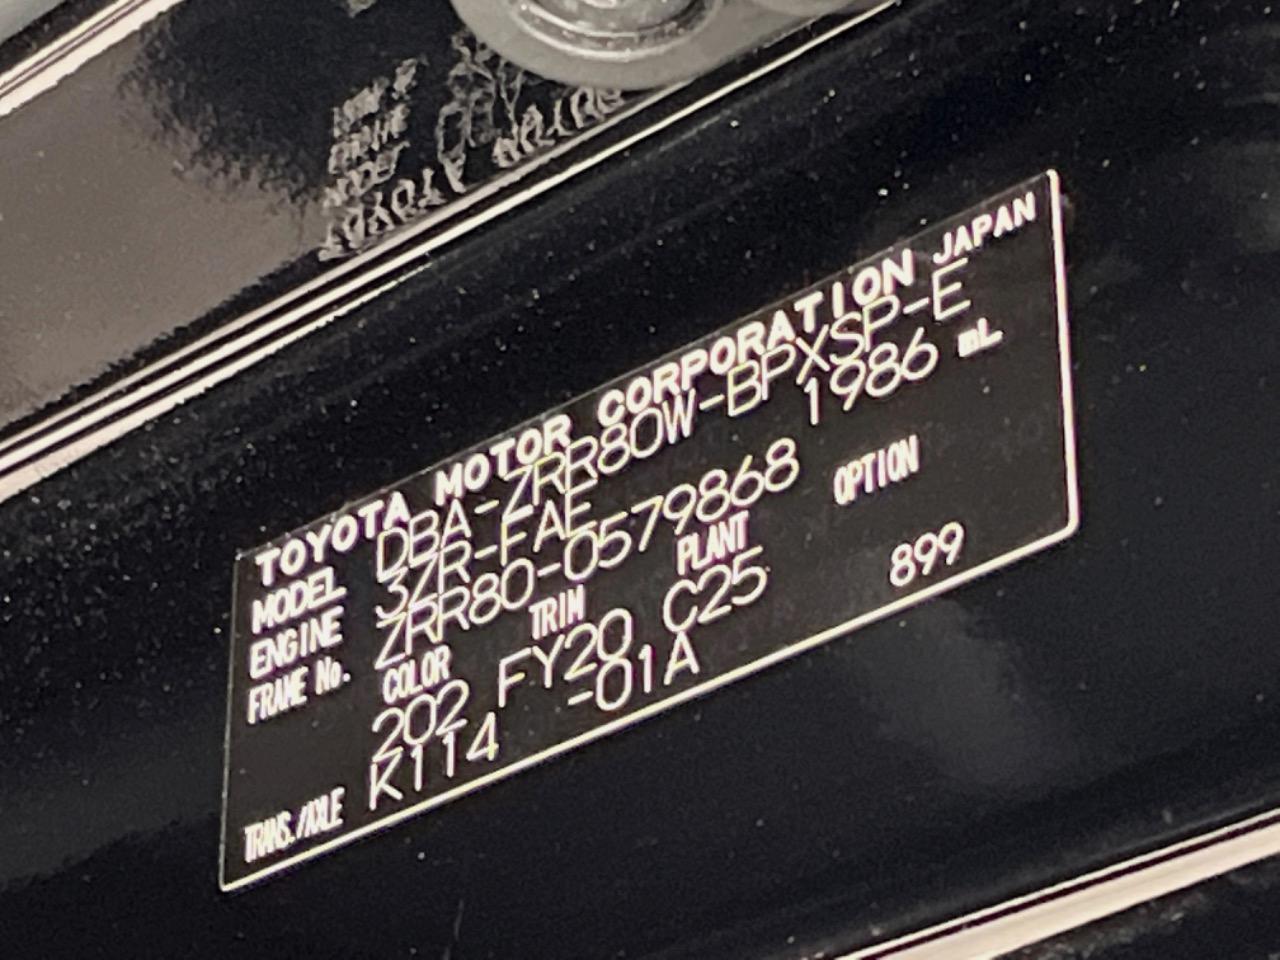 TOYOTA MOTOR CORPORATION JAPAN
MODEL DBA-ZRR80W-BPXSP-E
ENGINE 3ZR-FAE 1986 mL
FRAME No. ZRR80-0579868
COLOR TRIM PLANT OPTION
202 FY20 C25 899
TRANS./AXLE K114 -01A